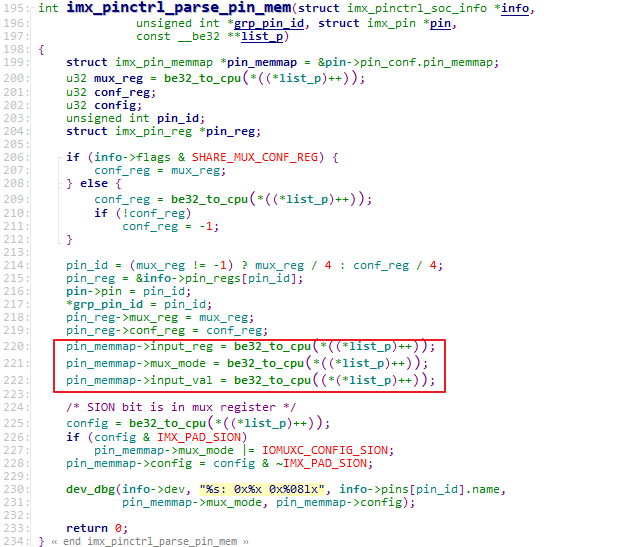 195: int imx_pinctrl_parse_pin_mem(struct imx_pinctrl_soc_info *info,
196: unsigned int *grp_pin_id, struct imx_pin *pin,
197: const __be32 **list_p)
198: {
199: struct imx_pin_memmap *pin_memmap = &pin->pin_conf.pin_memmap;
200: u32 mux_reg = be32_to_cpu(*((*list_p)++));
201: u32 conf_reg;
202: u32 config;
203: unsigned int pin_id;
204: struct imx_pin_reg *pin_reg;
205:
206: if (info->flags & SHARE_MUX_CONF_REG) {
207: conf_reg = mux_reg;
208: } else {
209: conf_reg = be32_to_cpu(*((*list_p)++));
210: if (!conf_reg)
211: conf_reg = -1;
212: }
213:
214: pin_id = (mux_reg != -1) ? mux_reg / 4 : conf_reg / 4;
215: pin_reg = &info->pin_regs[pin_id];
216: pin->pin = pin_id;
217: *grp_pin_id = pin_id;
218: pin_reg->mux_reg = mux_reg;
219: pin_reg->conf_reg = conf_reg;
220: pin_memmap->input_reg = be32_to_cpu(*((*list_p)++));
221: pin_memmap->mux_mode = be32_to_cpu(*((*list_p)++));
222: pin_memmap->input_val = be32_to_cpu((*(*list_p)++));
223:
224: /* SION bit is in mux register */
225: config = be32_to_cpu(*((*list_p)++));
226: if (config & IMX_PAD_SION)
227: pin_memmap->mux_mode |= IOMUXC_CONFIG_SION;
228: pin_memmap->config = config & ~IMX_PAD_SION;
229:
230: dev_dbg(info->dev, "%s: 0x%x 0x%08lx", info->pins[pin_id].name,
231: pin_memmap->mux_mode, pin_memmap->config);
232:
233: return 0;
234: } « end imx_pinctrl_parse_pin_mem »